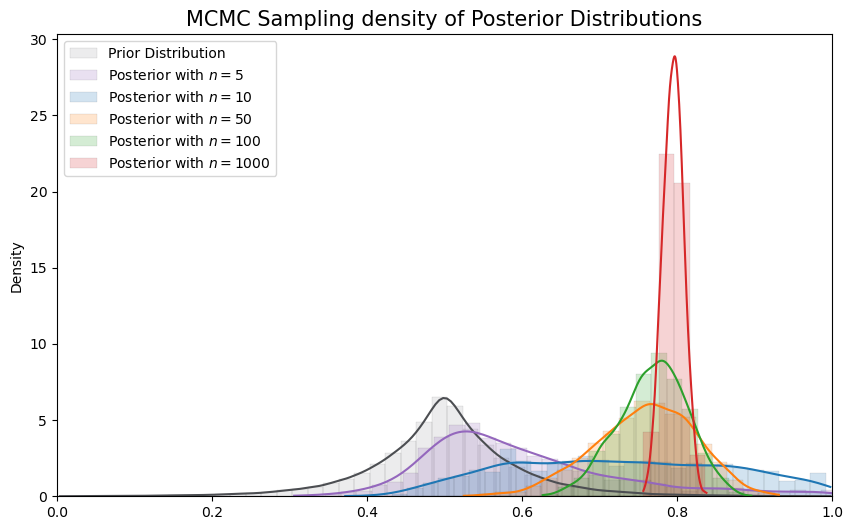 MCMC Sampling density of Posterior Distributions
30
25
20
15
10
5
0
Density
Prior Distribution
Posterior with n = 5
Posterior with n = 10
Posterior with n = 50
Posterior with n = 100
Posterior with n = 1000
0.0 0.2 0.4 0.6 0.8 1.0